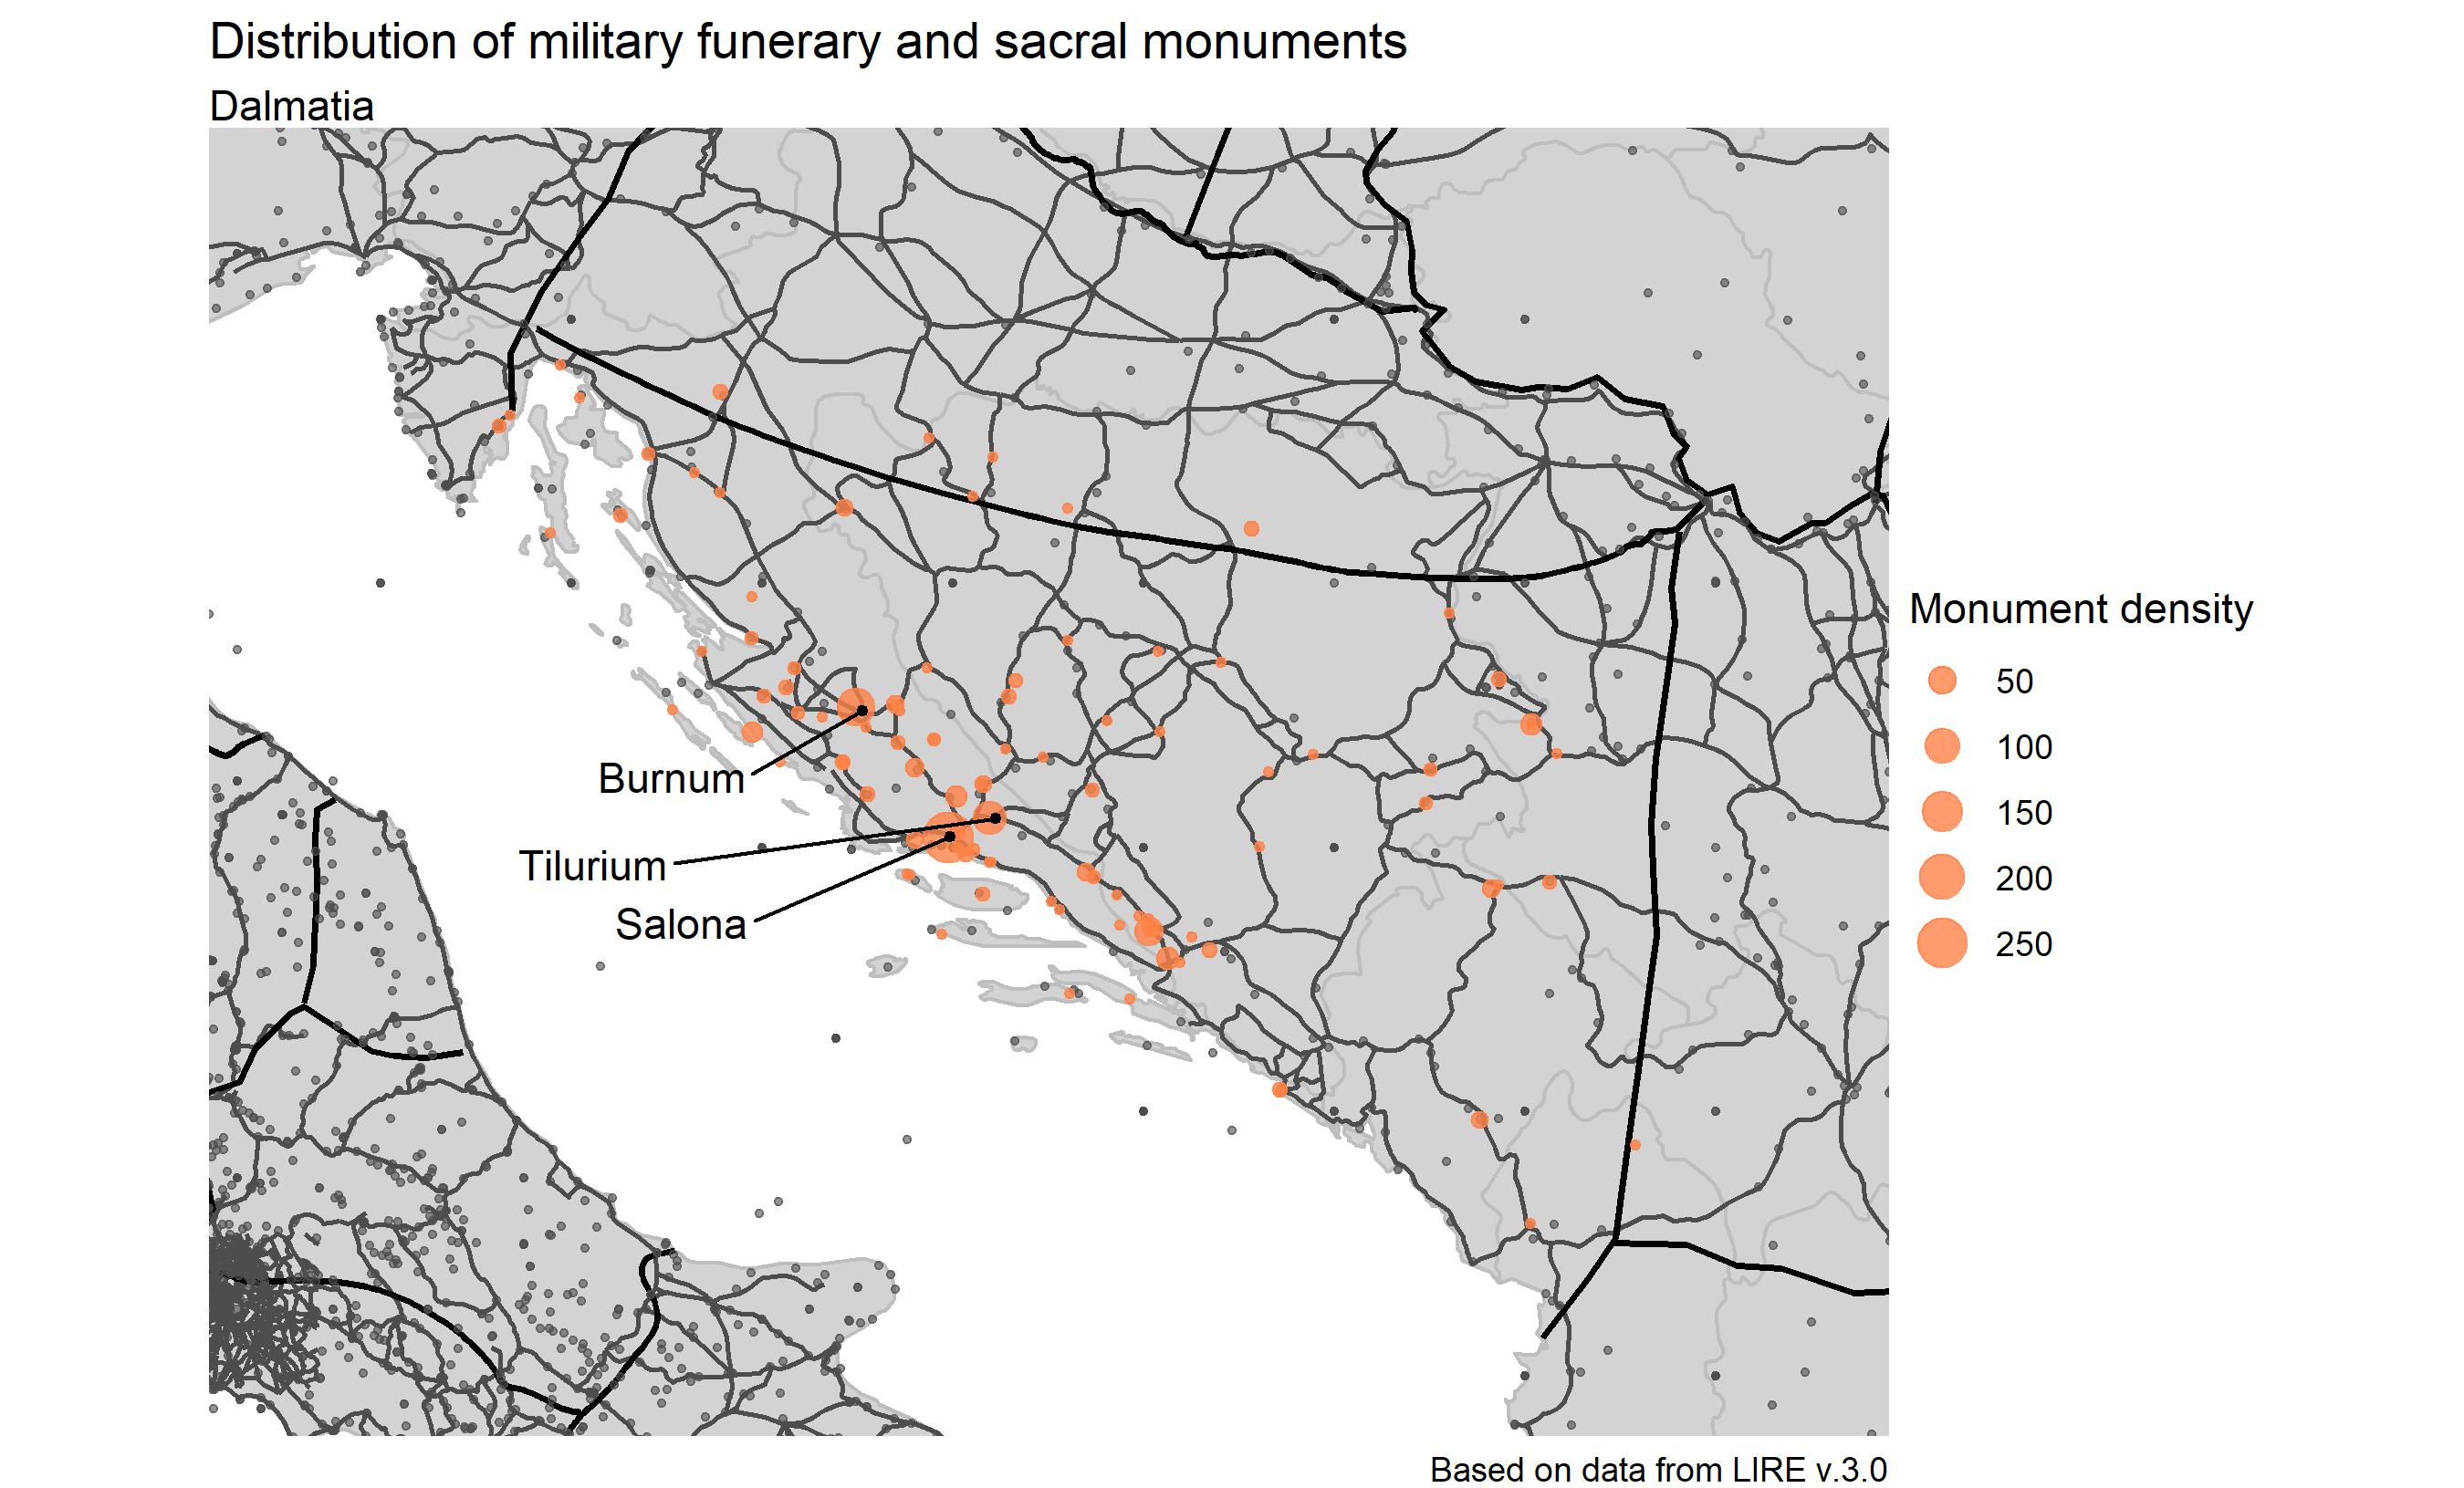 Distribution of military funerary and sacral monuments
Dalmatia
Burnum
Tilurium
Salona
Monument density
50
100
150
200
250
Based on data from LIRE v.3.0